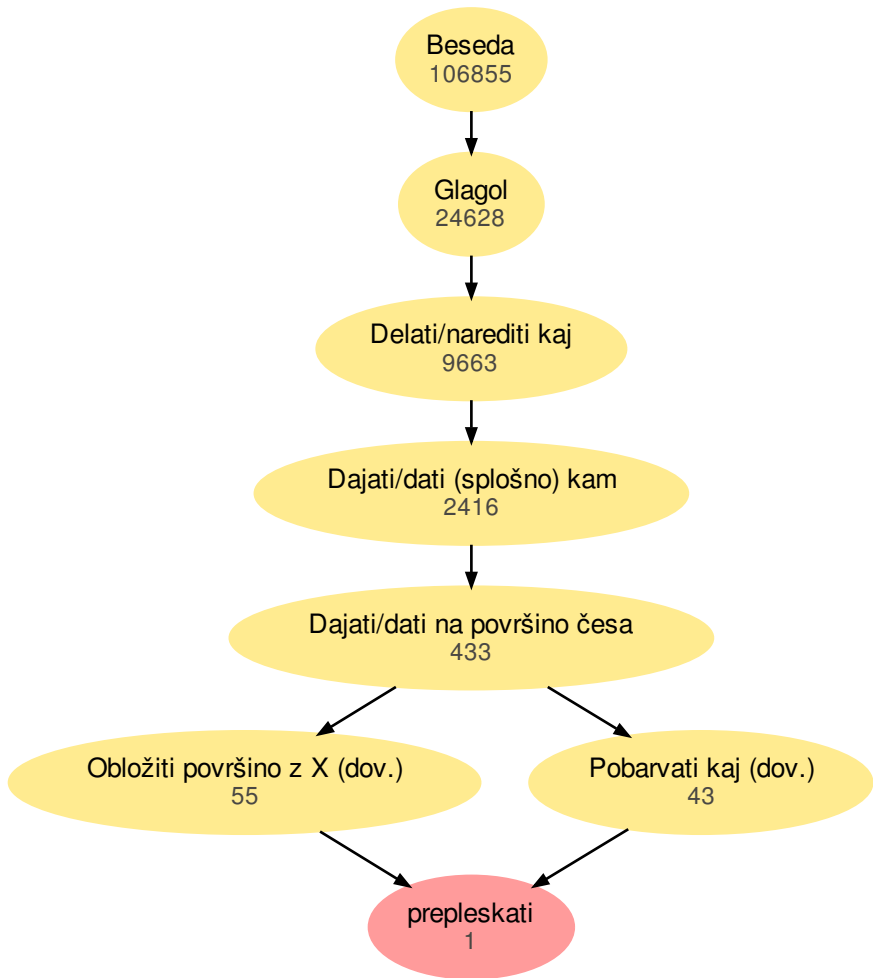 Beseda
106855
Glagol
24628
Delati/narediti kaj
9663
Dajati/dati (splošno) kam
2416
Dajati/dati na površino česa
433
Obložiti površino z X (dov.)
55
Pobarvati kaj (dov.)
43
prepleskati
1